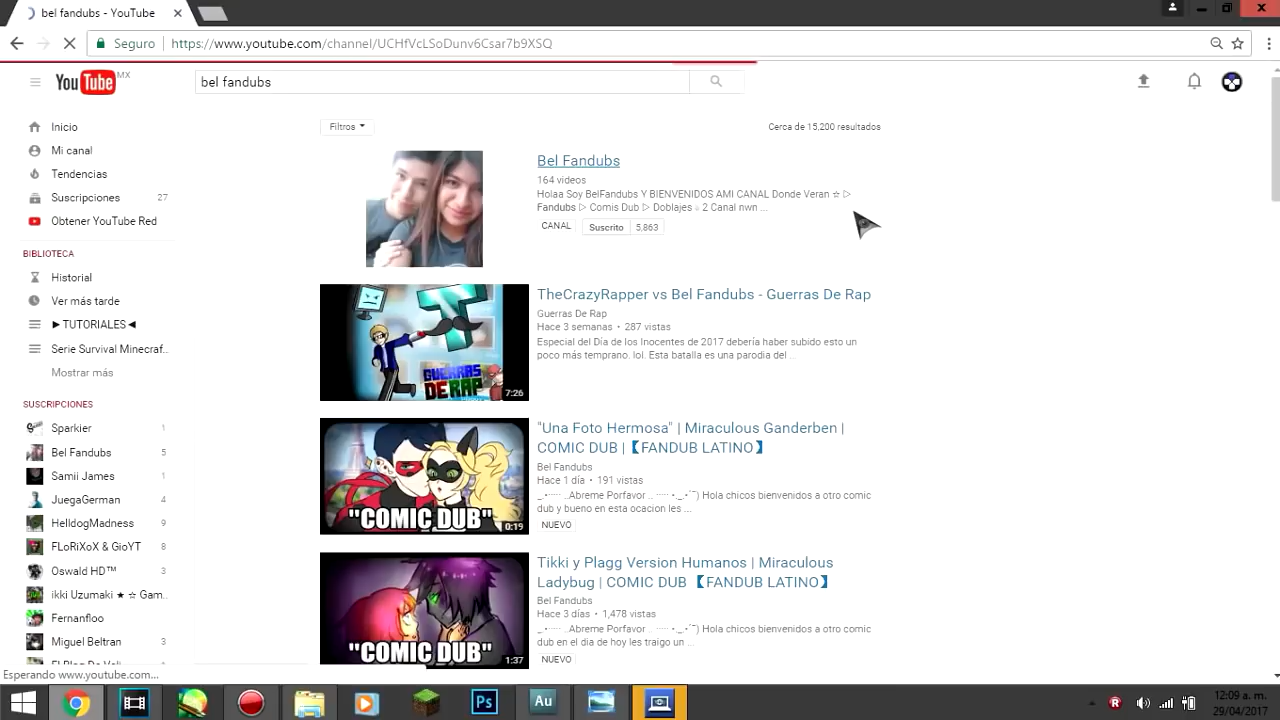 bel fandubs - YouTube
Seguro
https://www.youtube.com/channel/UCHfVcLSoDunv6Csar7b9XSQ
YouTube MX
bel fandubs
Filtros
Cerca de 15,200 resultados
Inicio
Mi canal
Tendencias
Suscripciones 27
Obtener YouTube Red
BIBLIOTECA
Historial
Ver más tarde
►TUTORIALES◄
Serie Survival Minecraf...
Mostrar más
SUSCRIPCIONES
Sparkier 1
Bel Fandubs 5
Samii James 1
JuegaGerman 4
HelldogMadness 9
FLoRiXoX & GioYT 8
Oswald HD™ 3
ikki Uzumaki ★ ☆ Gam..
Fernanfloo
Miguel Beltran 3
Bel Fandubs
164 videos
Holaa Soy BelFandubs Y BIENVENIDOS AMI CANAL Donde Veran ☆ ▷
Fandubs ▷ Comis Dub ▷ Doblajes ☆ 2 Canal nwn ...
CANAL
Suscrito 5,863
TheCrazyRapper vs Bel Fandubs - Guerras De Rap
Guerras De Rap
Hace 3 semanas • 287 vistas
Especial del Día de los Inocentes de 2017 debería haber subido esto un
poco más temprano. lol. Esta batalla es una parodia del ...
GUERRAS
DE RAP
7:26
"Una Foto Hermosa" | Miraculous Ganderben |
COMIC DUB |【FANDUB LATINO】
Bel Fandubs
Hace 1 día • 191 vistas
Abreme Porfavor .. Hola chicos bienvenidos a otro comic
dub y bueno en esta ocacion les ...
NUEVO
"COMIC DUB"
0:19
Tikki y Plagg Version Humanos | Miraculous
Ladybug | COMIC DUB 【FANDUB LATINO】
Bel Fandubs
Hace 3 días • 1,478 vistas
Abreme Porfavor .. Hola chicos bienvenidos a otro comic
dub en el dia de hoy les traigo un ...
NUEVO
"COMIC DUB"
1:37
Esperando www.youtube.com...
Ps
Au
12:09 a. m.
29/04/2017